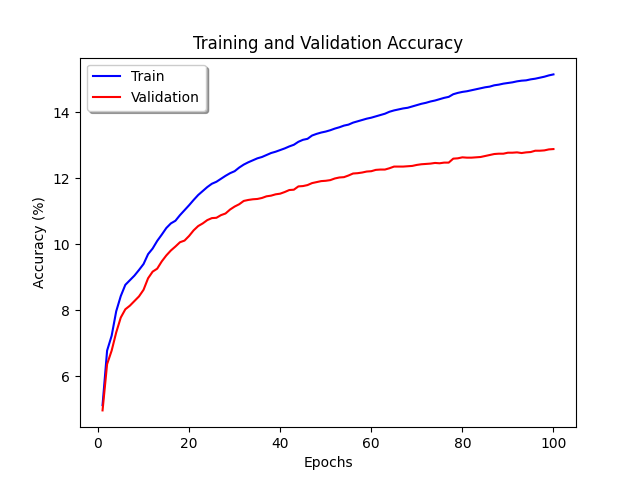 Training and Validation Accuracy
Train
Validation
Accuracy (%)
14
12
10
8
6
0 20 40 60 80 100
Epochs